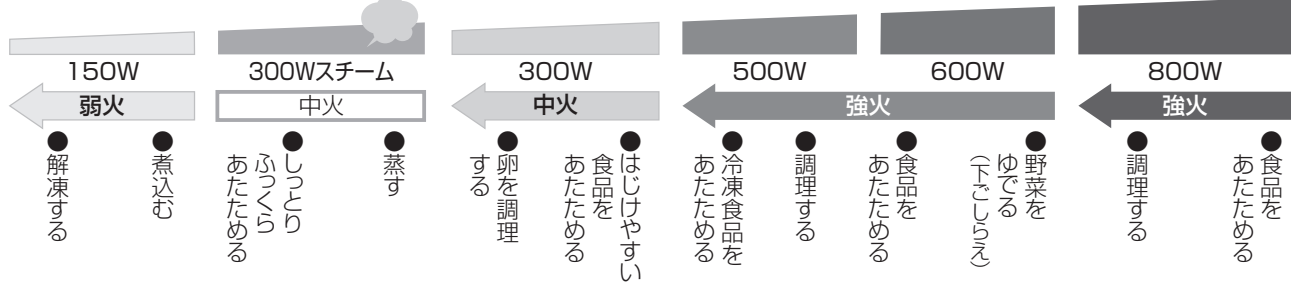 150W
300Wスチーム
300W
500W
600W
800W
弱火
中火
中火
強火
強火
●解凍する
●煮込む
●しっとり
ふっくら
あたためる
●蒸す
●卵を調理
する
●はじけやすい
食品を
あたためる
●冷凍食品を
あたためる
●調理する
●食品を
あたためる
●野菜を
ゆでる
(下ごしらえ)
●調理する
●食品を
あたためる